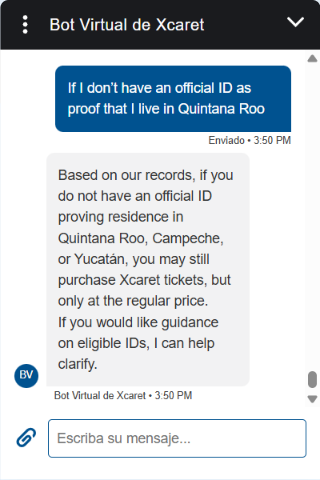 Bot Virtual de Xcaret
If I don't have an official ID as
proof that I live in Quintana Roo
Enviado • 3:50 PM
Based on our records, if you
do not have an official ID
proving residence in
Quintana Roo, Campeche,
or Yucatán, you may still
purchase Xcaret tickets, but
only at the regular price.
If you would like guidance
on eligible IDs, I can help
clarify.
BV
Bot Virtual de Xcaret • 3:50 PM
Escriba su mensaje...